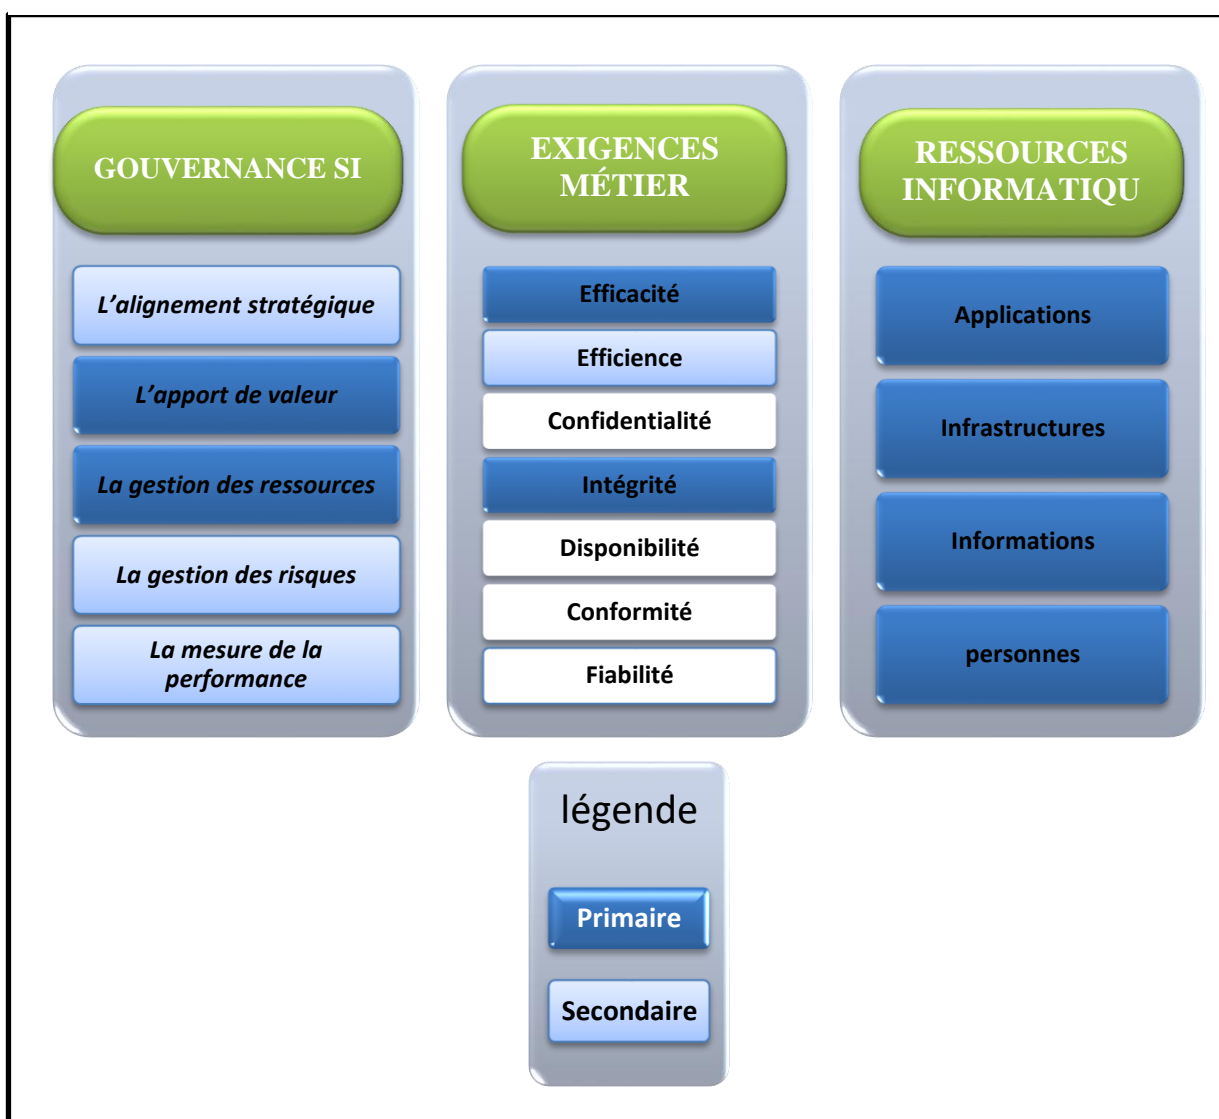 GOUVERNANCE SI
L’alignement stratégique
L’apport de valeur
La gestion des ressources
La gestion des risques
La mesure de la
performance
EXIGENCES
MÉTIER
Efficacité
Efficience
Confidentialité
Intégrité
Disponibilité
Conformité
Fiabilité
RESSOURCES
INFORMATIQU
Applications
Infrastructures
Informations
personnes
légende
Primaire
Secondaire